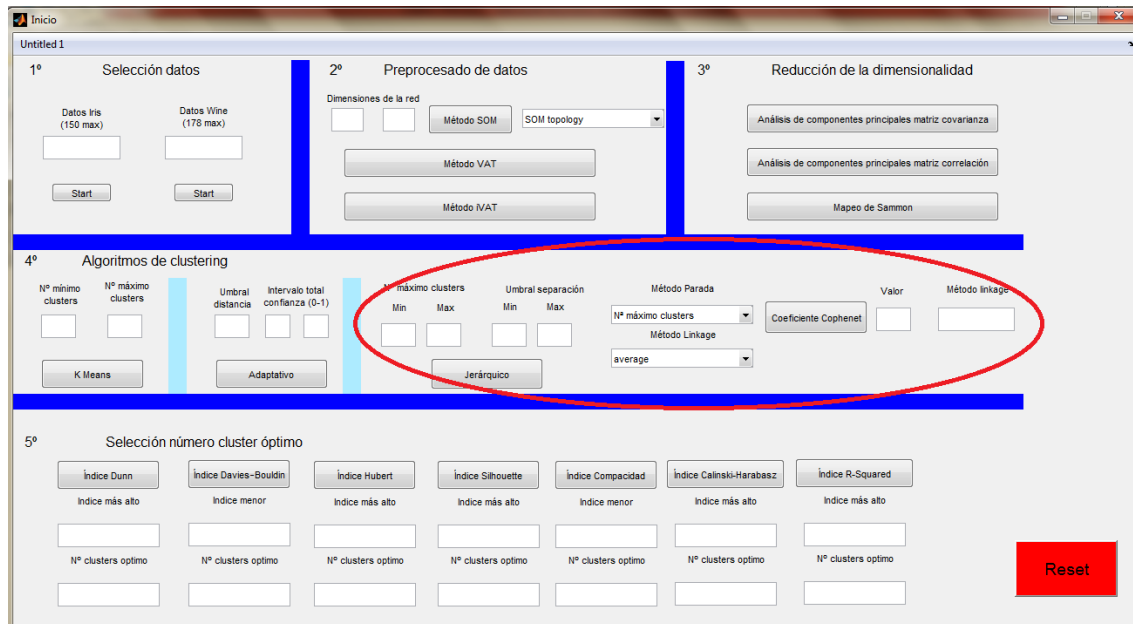 Inicio
Untitled 1
1º Selección datos
Datos Iris
(150 max)
Datos Wine
(178 max)
Start
Start
2º Preprocesado de datos
Dimensiones de la red
Método SOM
SOM topology
Método VAT
Método iVAT
3º Reducción de la dimensionalidad
Análisis de componentes principales matriz covarianza
Análisis de componentes principales matriz correlación
Mapeo de Sammon
4º Algoritmos de clustering
Nº mínimo
clusters
Nº máximo
clusters
K Means
Umbral
distancia
Intervalo total
confianza (0-1)
Adaptativo
Nº máximo clusters
Min Max
Umbral separación
Min Max
Jerárquico
Método Parada
Nª máximo clusters
Método Linkage
average
Coeficiente Cophenet
Valor
Método linkage
5º Selección número cluster óptimo
Índice Dunn
Indice más alto
Nº clusters optimo
Índice Davies-Bouldin
Indice menor
Nº clusters optimo
Índice Hubert
Indice más alto
Nº clusters optimo
Índice Silhouette
Indice más alto
Nº clusters optimo
Índice Compacidad
Indice menor
Nº clusters optimo
Índice Calinski-Harabasz
Indice más alto
Nº clusters optimo
Índice R-Squared
Indice más alto
Nº clusters optimo
Reset